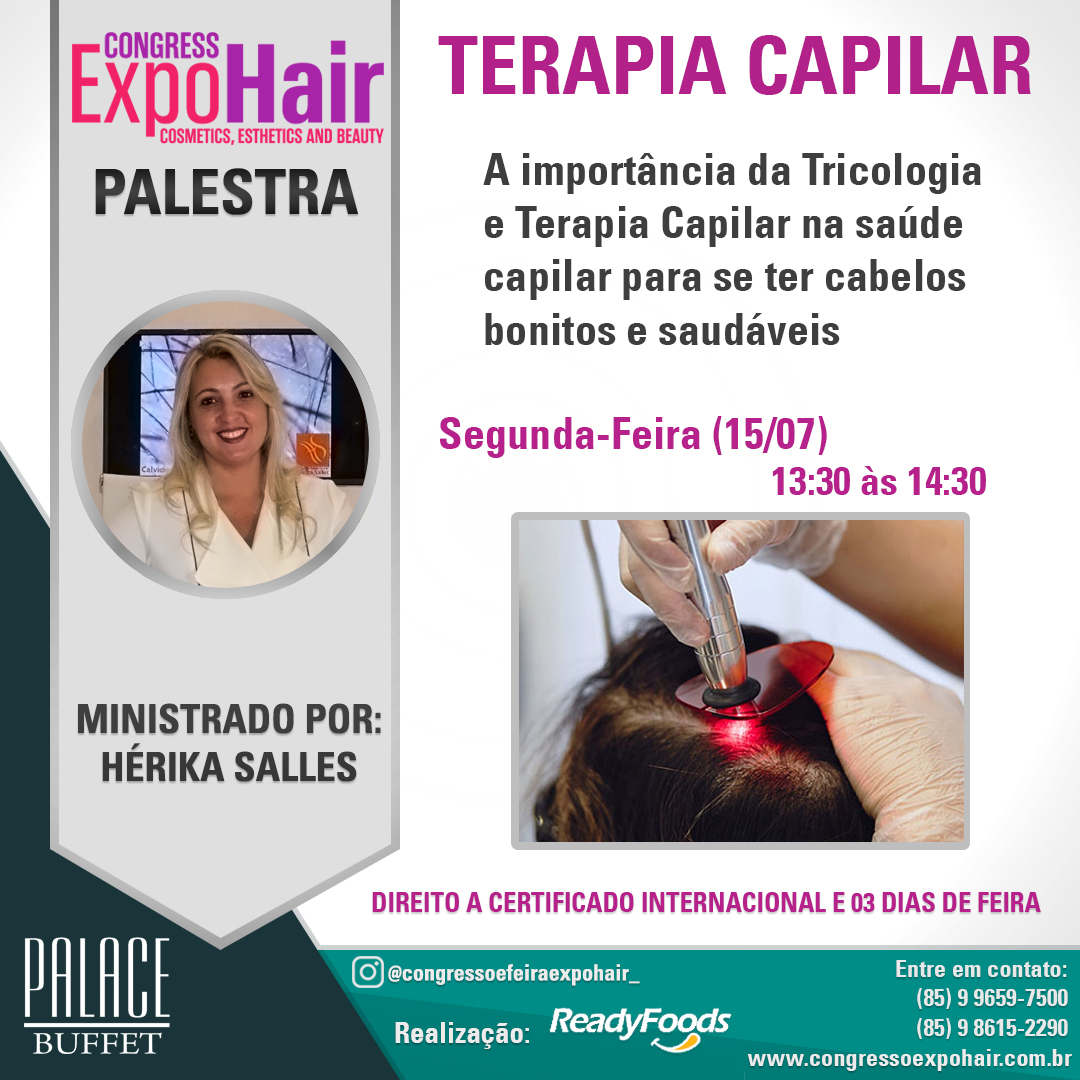 CONGRESS
ExpoHair
COSMETICS, ESTHETICS AND BEAUTY
PALESTRA
MINISTRADO POR:
HÉRIKA SALLES
TERAPIA CAPILAR
A importância da Tricologia
e Terapia Capilar na saúde
capilar para se ter cabelos
bonitos e saudáveis
Segunda-Feira (15/07)
13:30 às 14:30
DIREITO A CERTIFICADO INTERNACIONAL E 03 DIAS DE FEIRA
PALACE
BUFFET
@congressoefeiraexpohair_
Realização: ReadyFoods
Entre em contato:
(85) 9 9659-7500
(85) 9 8615-2290
www.congressoexpohair.com.br